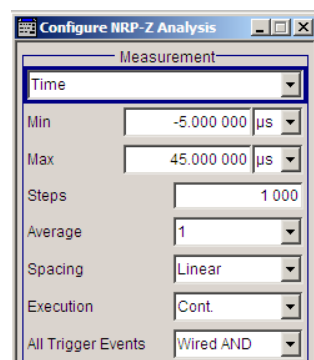 Configure NRP-Z Analysis
Measurement
Time
Min -5.000 000 µs
Max 45.000 000 µs
Steps 1 000
Average 1
Spacing Linear
Execution Cont.
All Trigger Events Wired AND